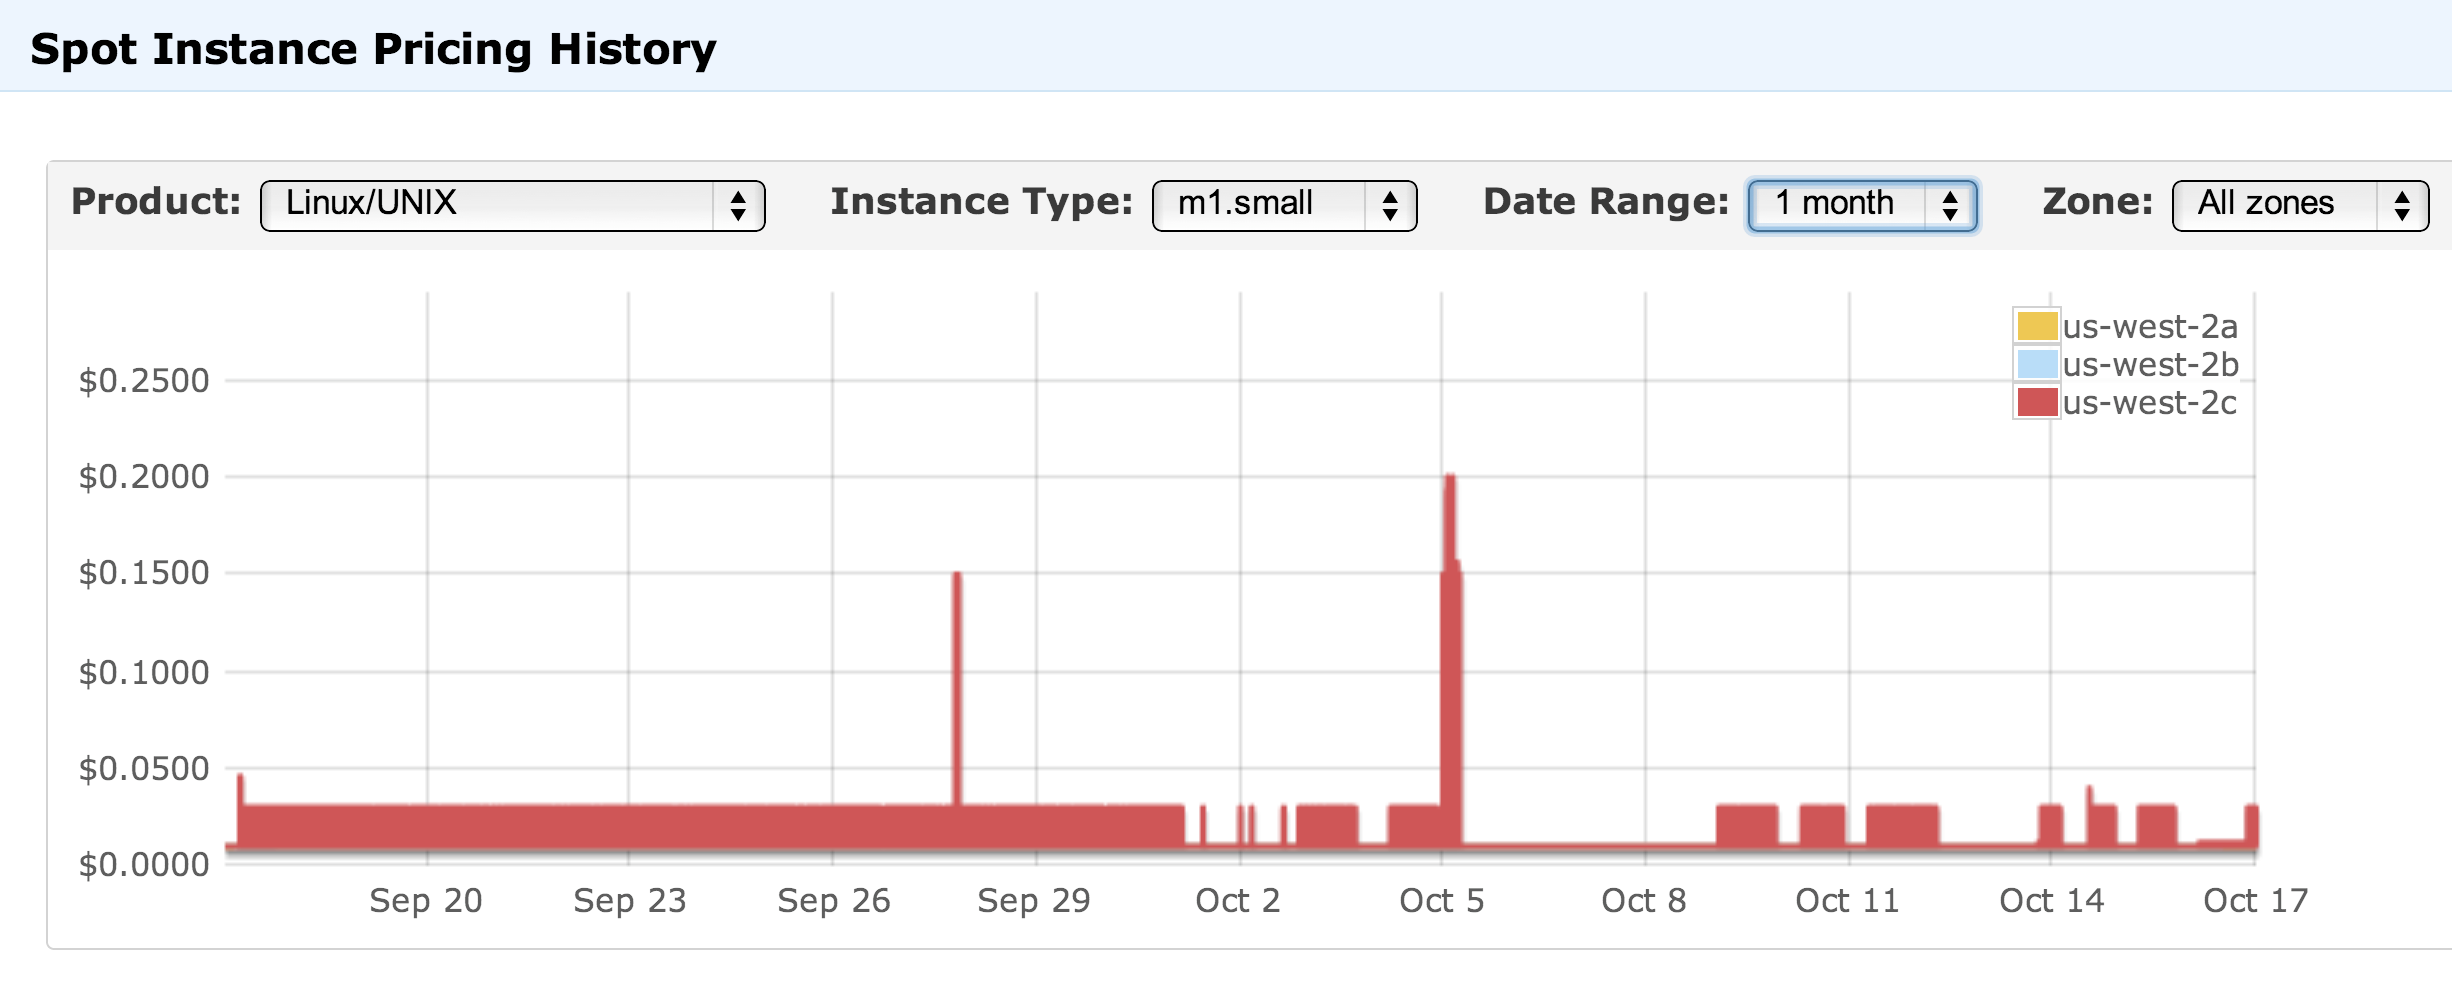 Spot Instance Pricing History
Product: Linux/UNIX Instance Type: m1.small Date Range: 1 month Zone: All zones
us-west-2a
us-west-2b
us-west-2c
$0.2500
$0.2000
$0.1500
$0.1000
$0.0500
$0.0000
Sep 20 Sep 23 Sep 26 Sep 29 Oct 2 Oct 5 Oct 8 Oct 11 Oct 14 Oct 17